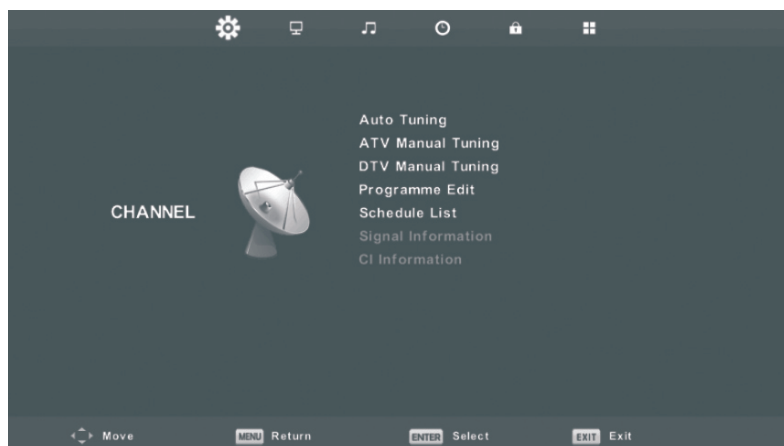 Auto Tuning
ATV Manual Tuning
DTV Manual Tuning
Programme Edit
CHANNEL
Schedule List
Signal Information
CI Information
Move
MENU Return
ENTER Select
EXIT Exit